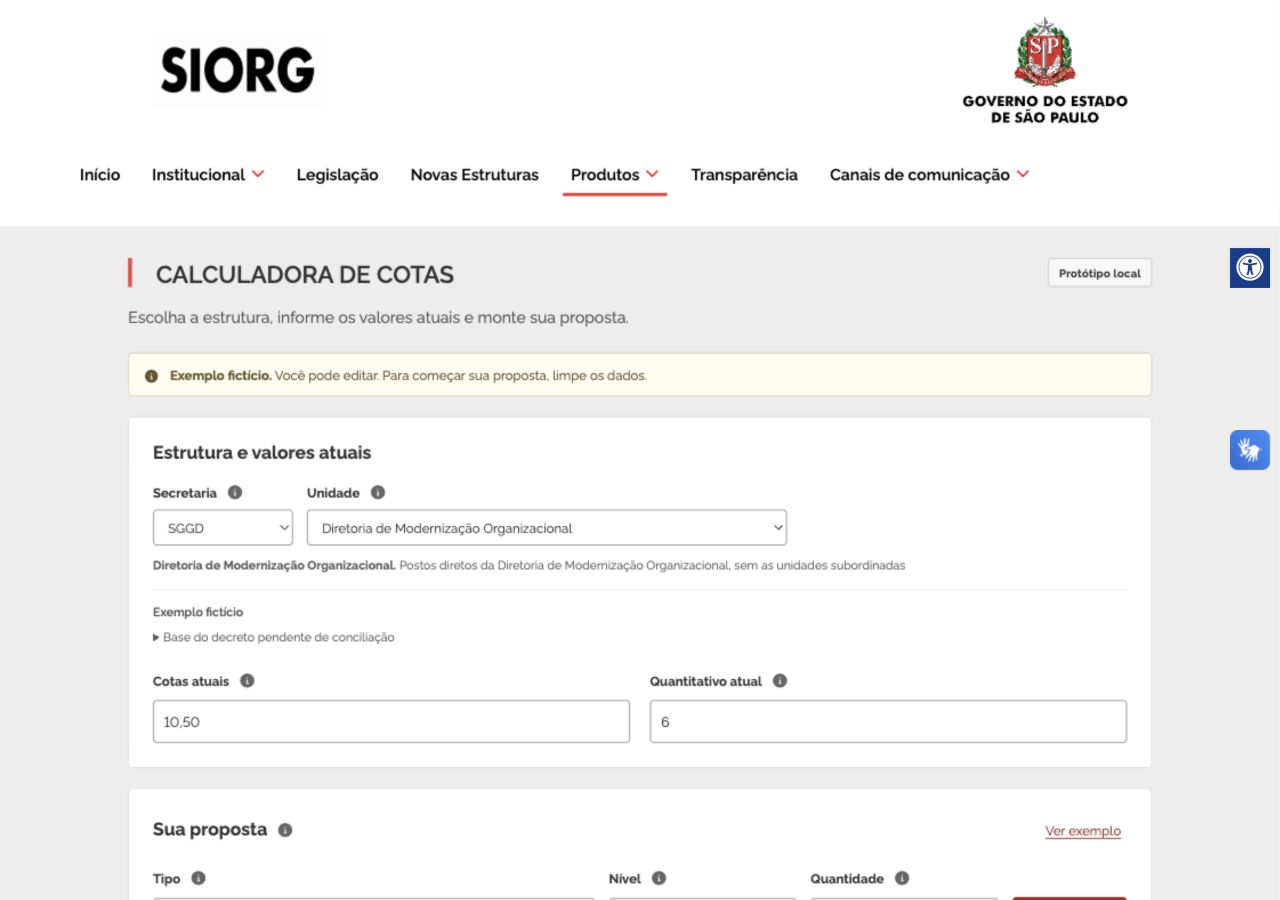 SIORG
SP
GOVERNO DO ESTADO
DE SÃO PAULO
Início Institucional Legislação Novas Estruturas Produtos Transparência Canais de comunicação
CALCULADORA DE COTAS
Protótipo local
Escolha a estrutura, informe os valores atuais e monte sua proposta.
Exemplo fictício. Você pode editar. Para começar sua proposta, limpe os dados.
Estrutura e valores atuais
Secretaria Unidade
SGGD Diretoria de Modernização Organizacional
Diretoria de Modernização Organizacional. Postos diretos da Diretoria de Modernização Organizacional, sem as unidades subordinadas
Exemplo fictício
Base do decreto pendente de conciliação
Cotas atuais Quantitativo atual
10,50 6
Sua proposta Ver exemplo
Tipo Nível Quantidade